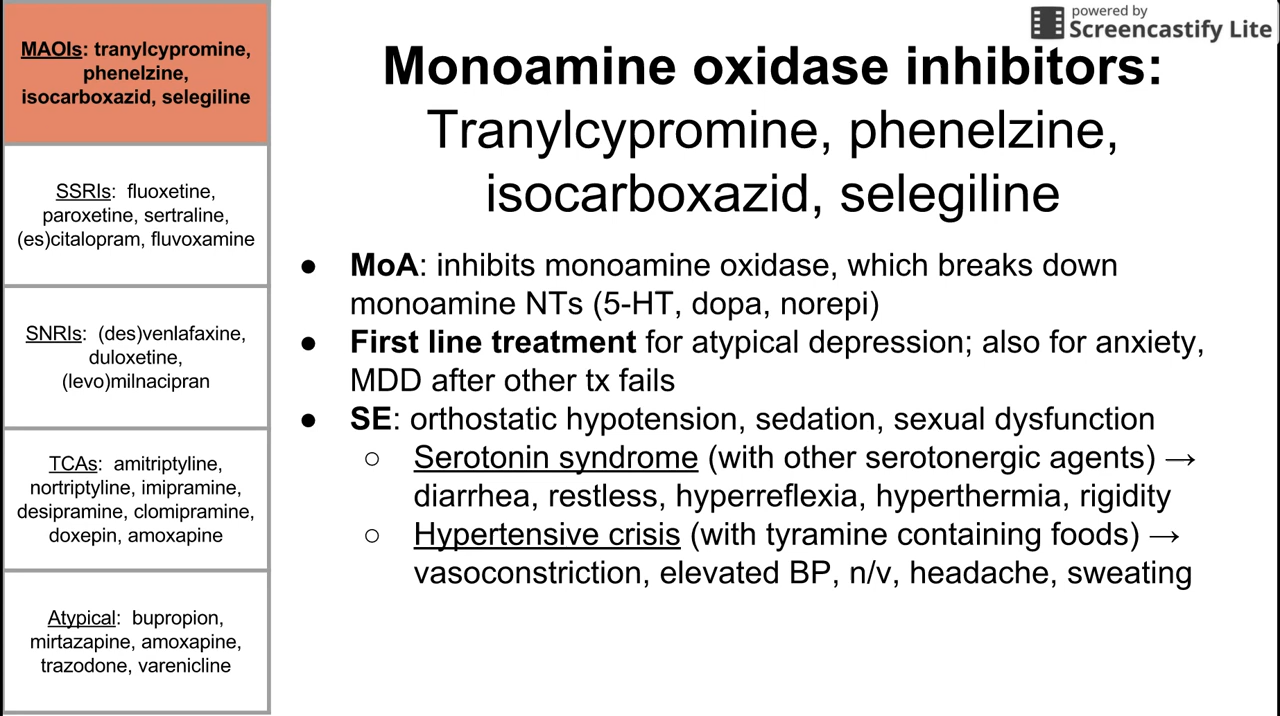 MAOIs: tranylcypromine,
phenelzine,
isocarboxazid, selegiline
SSRIs: fluoxetine,
paroxetine, sertraline,
(es)citalopram, fluvoxamine
SNRIs: (des)venlafaxine,
duloxetine,
(levo)milnacipran
TCAs: amitriptyline,
nortriptyline, imipramine,
desipramine, clomipramine,
doxepin, amoxapine
Atypical: bupropion,
mirtazapine, amoxapine,
trazodone, varenicline
powered by
Screencastify Lite
Monoamine oxidase inhibitors:
Tranylcypromine, phenelzine,
isocarboxazid, selegiline
● MoA: inhibits monoamine oxidase, which breaks down
monoamine NTs (5-HT, dopa, norepi)
● First line treatment for atypical depression; also for anxiety,
MDD after other tx fails
● SE: orthostatic hypotension, sedation, sexual dysfunction
○ Serotonin syndrome (with other serotonergic agents) →
diarrhea, restless, hyperreflexia, hyperthermia, rigidity
○ Hypertensive crisis (with tyramine containing foods) →
vasoconstriction, elevated BP, n/v, headache, sweating